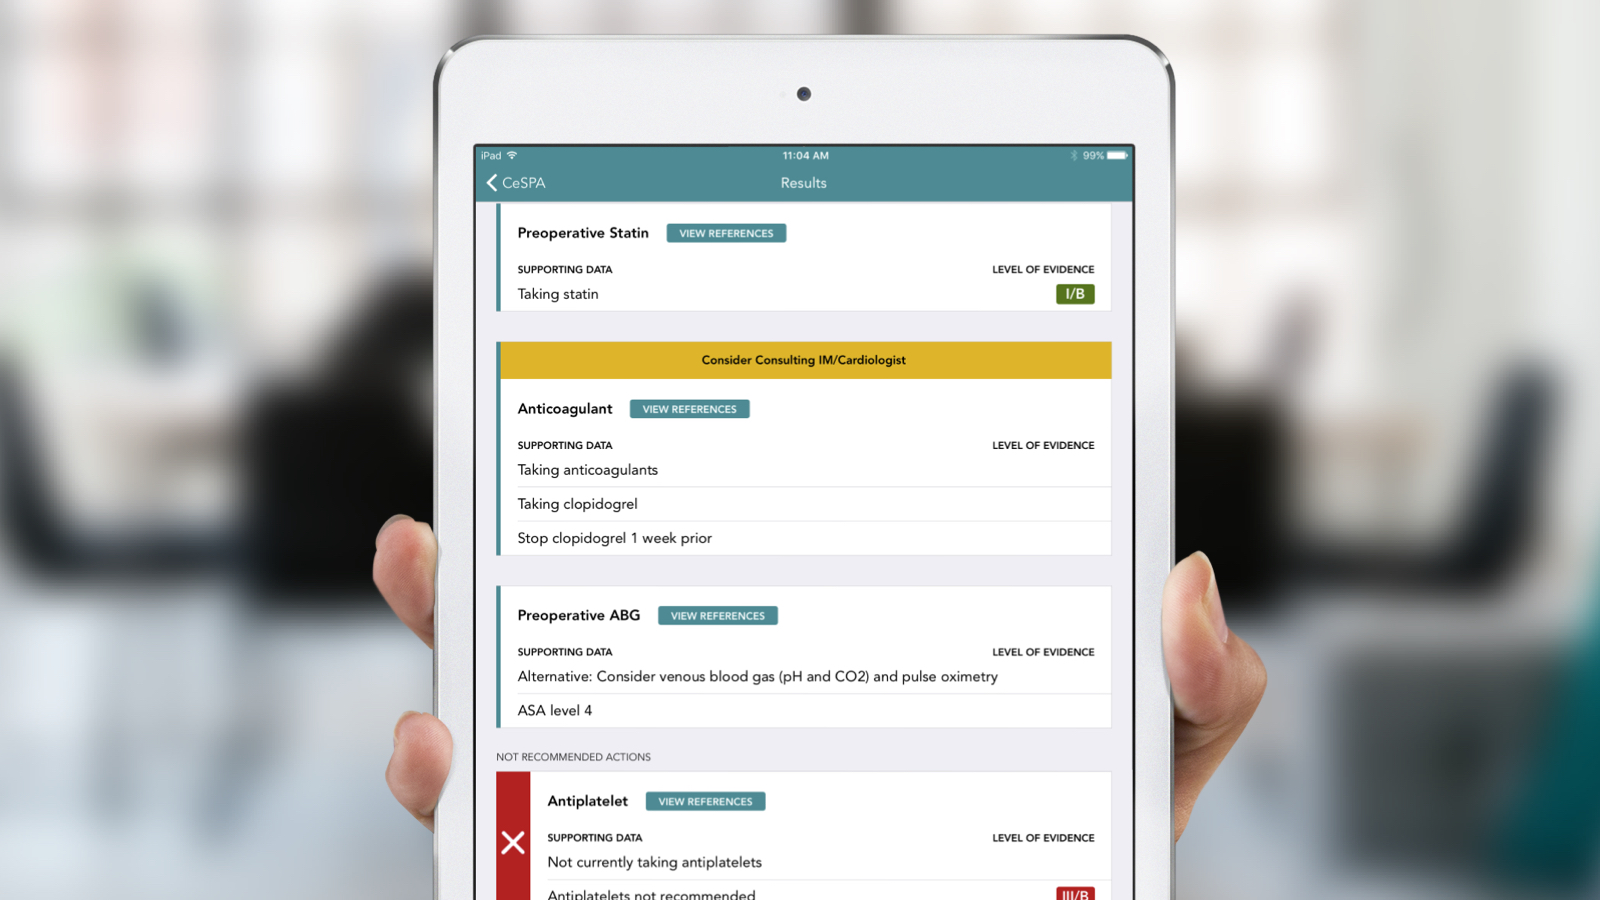 iPad 11:04 AM 99%
CeSPA Results
Preoperative Statin VIEW REFERENCES
SUPPORTING DATA LEVEL OF EVIDENCE
Taking statin I/B
Consider Consulting IM/Cardiologist
Anticoagulant VIEW REFERENCES
SUPPORTING DATA LEVEL OF EVIDENCE
Taking anticoagulants
Taking clopidogrel
Stop clopidogrel 1 week prior
Preoperative ABG VIEW REFERENCES
SUPPORTING DATA LEVEL OF EVIDENCE
Alternative: Consider venous blood gas (pH and CO2) and pulse oximetry
ASA level 4
NOT RECOMMENDED ACTIONS
Antiplatelet VIEW REFERENCES
SUPPORTING DATA LEVEL OF EVIDENCE
Not currently taking antiplatelets
Antiplatelets not recommended III/B